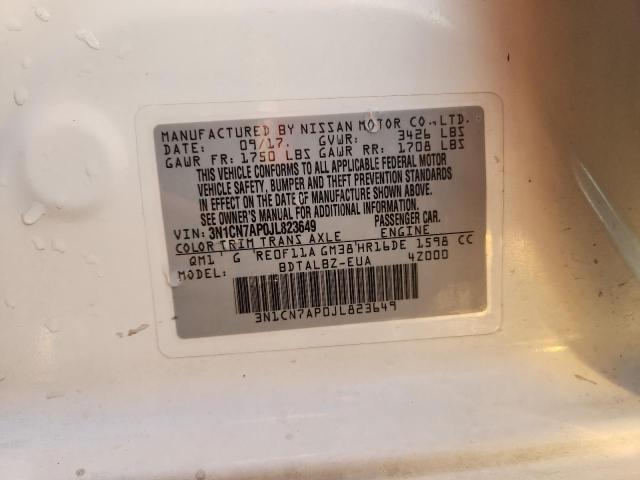 MANUFACTURED BY NISSAN MOTOR CO.,LTD.
DATE: 09/17. GVWR: 3426 LBS
GAWR FR: 1750 LBS GAWR RR: 1708 LBS
THIS VEHICLE CONFORMS TO ALL APPLICABLE FEDERAL MOTOR
VEHICLE SAFETY, BUMPER AND THEFT PREVENTION STANDARDS
IN EFFECT ON THE DATE OF MANUFACTURE SHOWN ABOVE.
SEE OWNER'S MANUAL FOR ADDITIONAL INFORMATION.
VIN: 3N1CN7AP0JL823649 PASSENGER CAR.
COLOR TRIM TRANS AXLE ENGINE
QM1 G RE0F11A GM38 HR16DE 1598 CC
MODEL: BDTALBZ-EUA 4Z000
3N1CN7AP0JL823649